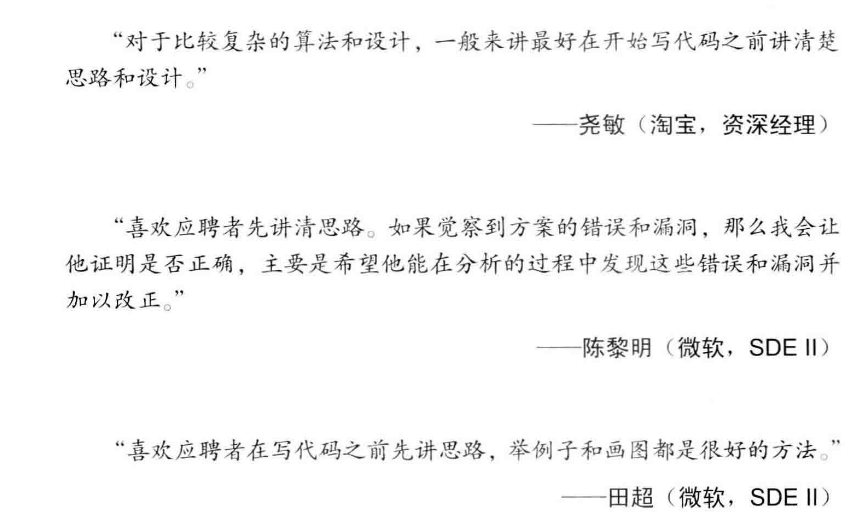 “对于比较复杂的算法和设计，一般来讲最好在开始写代码之前讲清楚
思路和设计。”
——尧敏（淘宝，资深经理）
“喜欢应聘者先讲清思路。如果觉察到方案的错误和漏洞，那么我会让
他证明是否正确，主要是希望他能在分析的过程中发现这些错误和漏洞并
加以改正。”
——陈黎明（微软，SDE II）
“喜欢应聘者在写代码之前先讲思路，举例子和画图都是很好的方法。”
——田超（微软，SDE II）